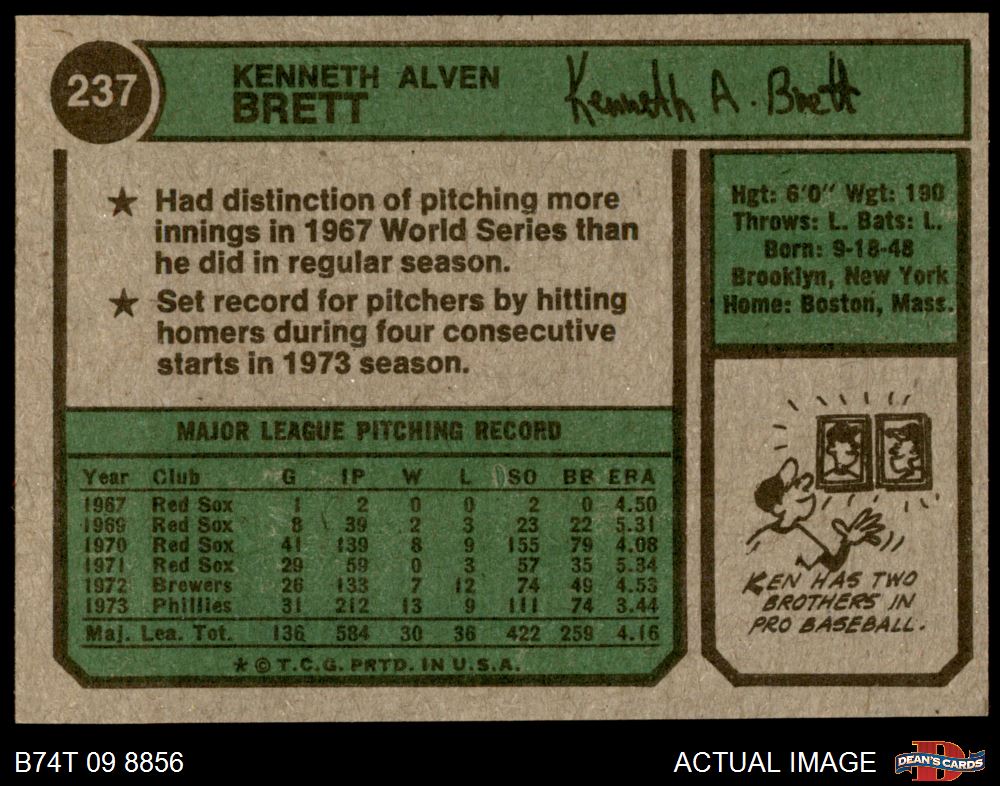 237
KENNETH ALVEN
BRETT
Kenneth A. Brett
★ Had distinction of pitching more
innings in 1967 World Series than
he did in regular season.
★ Set record for pitchers by hitting
homers during four consecutive
starts in 1973 season.
Hgt: 6'0" Wgt: 190
Throws: L. Bats: L.
Born: 9-18-48
Brooklyn, New York
Home: Boston, Mass.
MAJOR LEAGUE PITCHING RECORD
Year Club G IP W L SO BB ERA
1967 Red Sox 1 2 0 0 2 0 4.50
1969 Red Sox 8 39 2 3 23 22 5.31
1970 Red Sox 41 139 8 9 155 79 4.08
1971 Red Sox 29 59 0 3 57 35 5.34
1972 Brewers 26 133 7 12 74 49 4.53
1973 Phillies 31 212 13 9 111 74 3.44
Maj. Lea. Tot. 136 584 30 36 422 259 4.16
★ © T.C.G. PRTD. IN U.S.A.
KEN HAS TWO
BROTHERS IN
PRO BASEBALL.
B74T 09 8856
ACTUAL IMAGE
DEAN'S CARDS